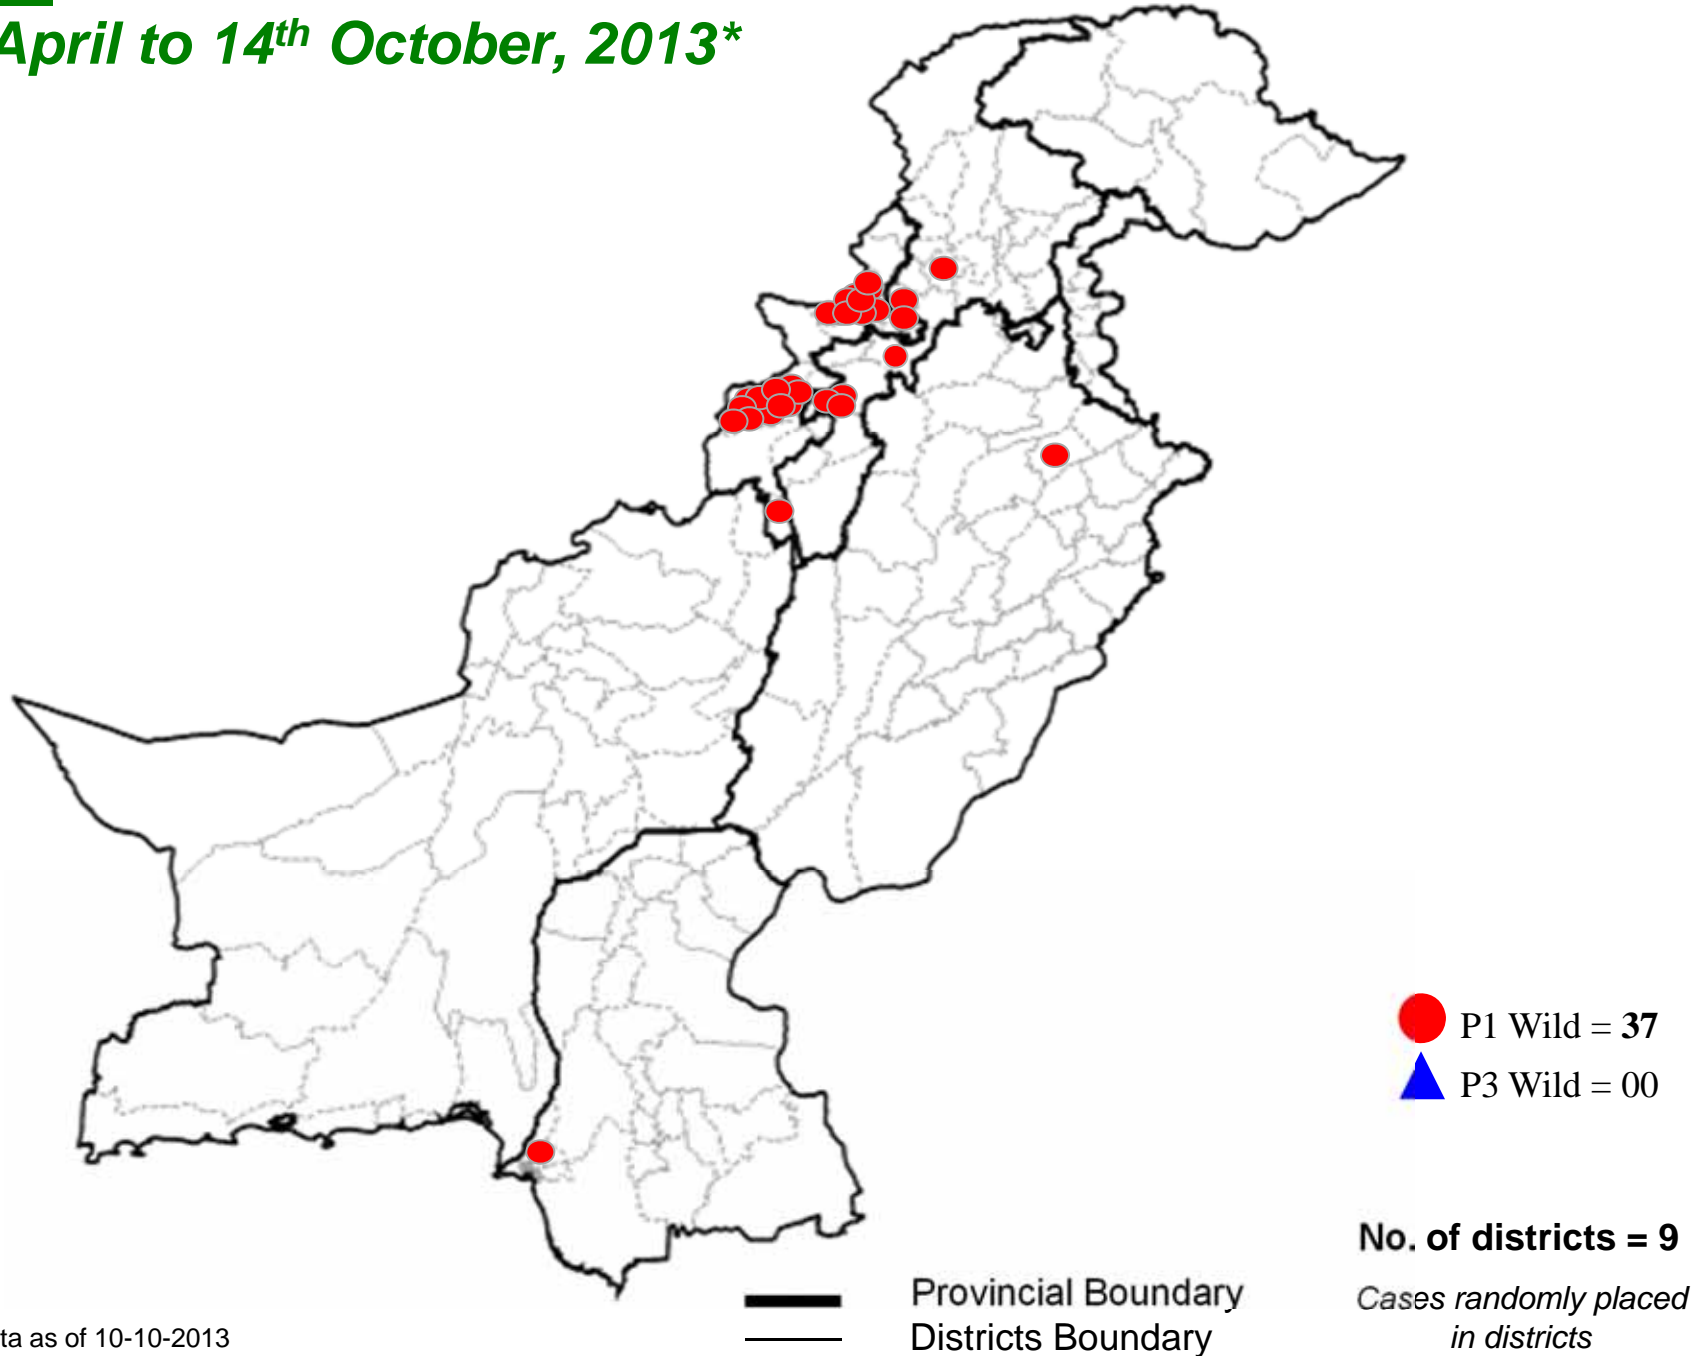 April to 14th October, 2013*
P1 Wild = 37
P3 Wild = 00
No. of districts = 9
Cases randomly placed
in districts
Provincial Boundary
Districts Boundary
ta as of 10-10-2013